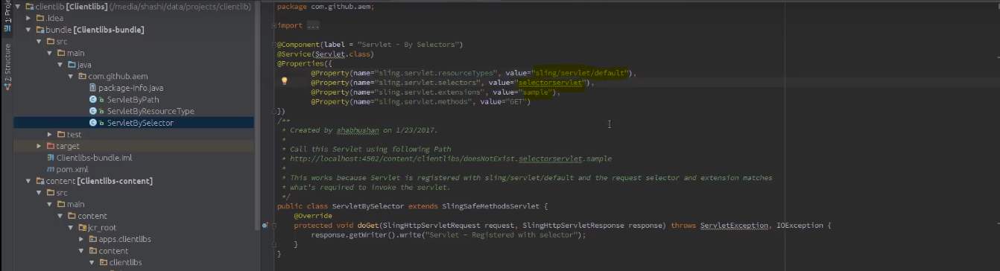 1: Proje
Z: Structure
clientlib [Clientlibs] (/media/shashi/data/projects/clientlib)
.idea
bundle [Clientlibs-bundle]
src
main
java
com.github.aem
package-info.java
ServletByPath
ServletByResourceType
ServletBySelector
test
target
Clientlibs-bundle.iml
pom.xml
content [Clientlibs-content]
src
main
content
jcr_root
apps.clientlibs
content
clientlibs
package com.github.aem;
import ...
@Component(label = "Servlet - By Selectors")
@Service(Servlet.class)
@Properties({
@Property(name="sling.servlet.resourceTypes", value="sling/servlet/default"),
@Property(name="sling.servlet.selectors", value="selectorservlet"),
@Property(name="sling.servlet.extensions", value="sample"),
@Property(name="sling.servlet.methods", value="GET")
})
/**
* Created by shabhushan on 1/23/2017.
*
* Call this Servlet using following Path
* http://localhost:4502/content/clientlibs/doesNotExist.selectorservlet.sample
*
* This works because Servlet is registered with sling/servlet/default and the request selector and extension matches
* what's required to invoke the servlet.
*/
public class ServletBySelector extends SlingSafeMethodsServlet {
@Override
protected void doGet(SlingHttpServletRequest request, SlingHttpServletResponse response) throws ServletException, IOException {
response.getWriter().write("Servlet - Registered with selector");
}
}